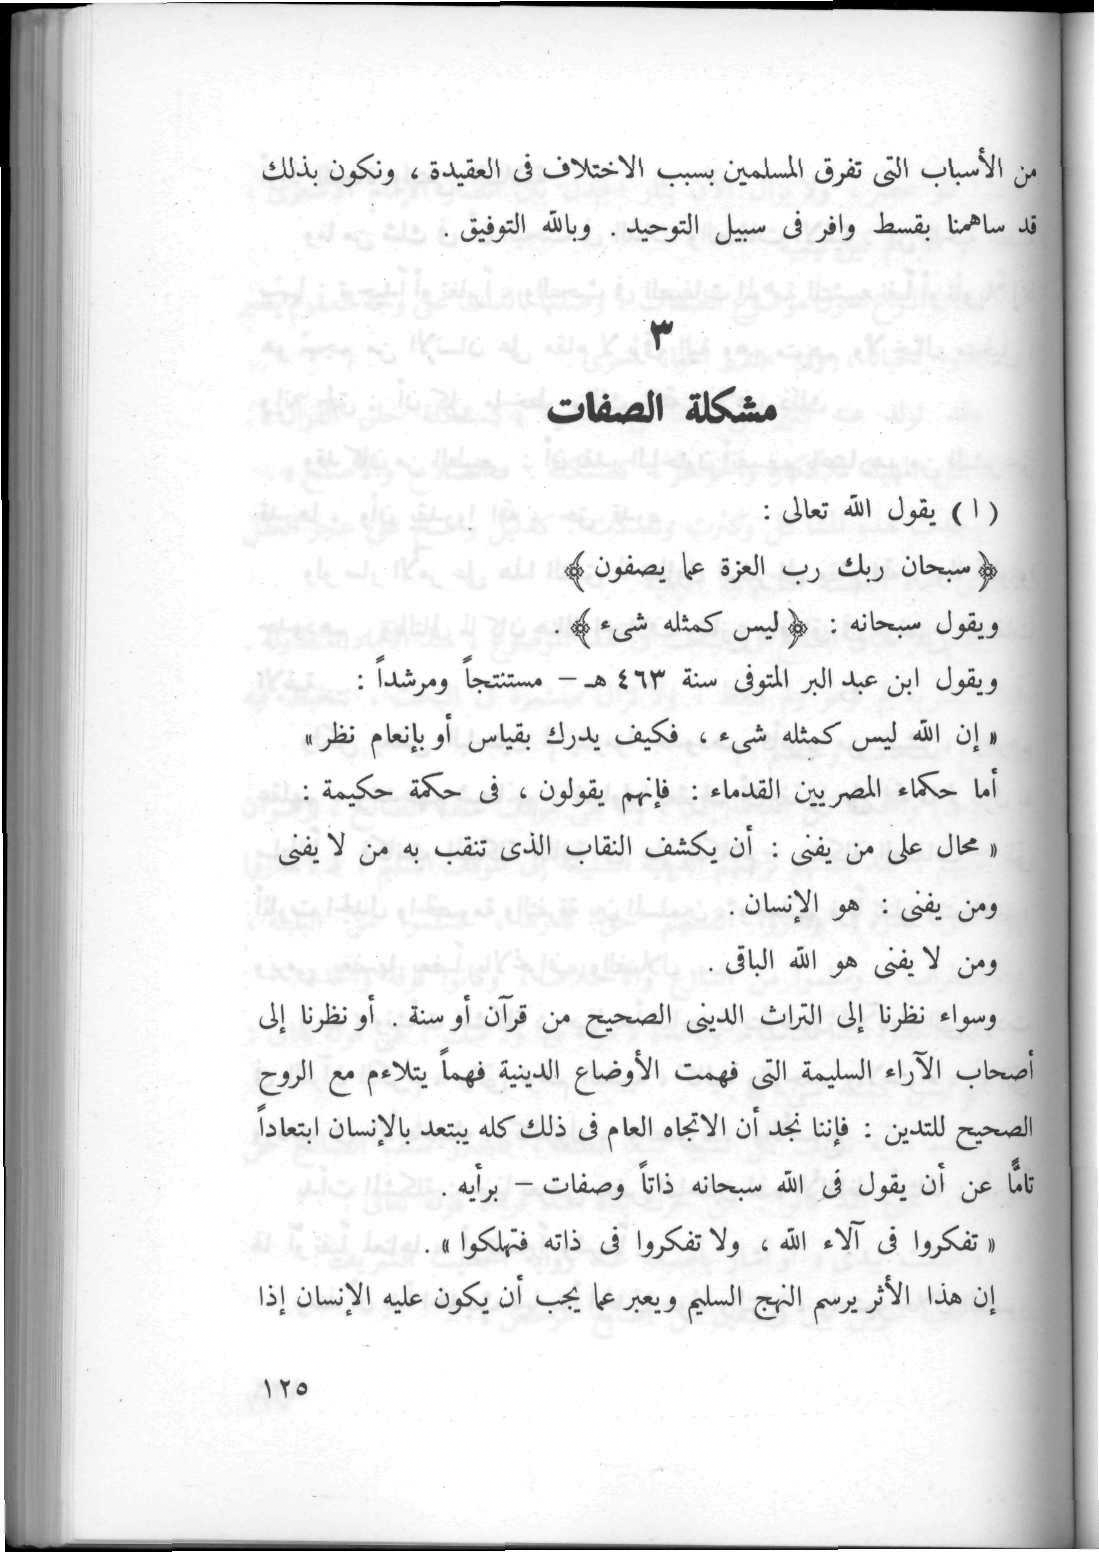 من الأسباب التى تفرق المسلمين بسبب الاختلاف فى العقيدة ، ونكون بذلك
قد ساهمنا بقسط وافر فى سبيل التوحيد . وبالله التوفيق .
٣
مشكلة الصفات
( ا ) يقول الله تعالى :
﴿ سبحان ربك رب العزة عما يصفون ﴾
ويقول سبحانه : ﴿ ليس كمثله شىء ﴾ .
ويقول ابن عبد البر المتوفى سنة ٤٦٣ هـ – مستنتجاً ومرشداً :
« إن الله ليس كمثله شىء ، فكيف يدرك بقياس أو بإنعام نظر »
أما حكماء المصريين القدماء : فإنهم يقولون ، فى حكمة حكيمة :
« محال على من يفنى : أن يكشف النقاب الذى تنقب به من لا يفنى
ومن يفنى : هو الإنسان .
ومن لا يفنى هو الله الباقى .
وسواء نظرنا إلى التراث الدينى الصحيح من قرآن أو سنة . أو نظرنا إلى
أصحاب الآراء السليمة التى فهمت الأوضاع الدينية فهماً يتلاءم مع الروح
الصحيح للتدين : فإننا نجد أن الاتجاه العام فى ذلك كله يبتعد بالإنسان ابتعاداً
تامًّا عن أن يقول فى الله سبحانه ذاتاً وصفات – برأيه .
« تفكروا فى آلاء الله ، ولا تفكروا فى ذاته فتهلكوا » .
إن هذا الأثر يرسم النهج السليم ويعبر عما يجب أن يكون عليه الإنسان إذا
١٢٥